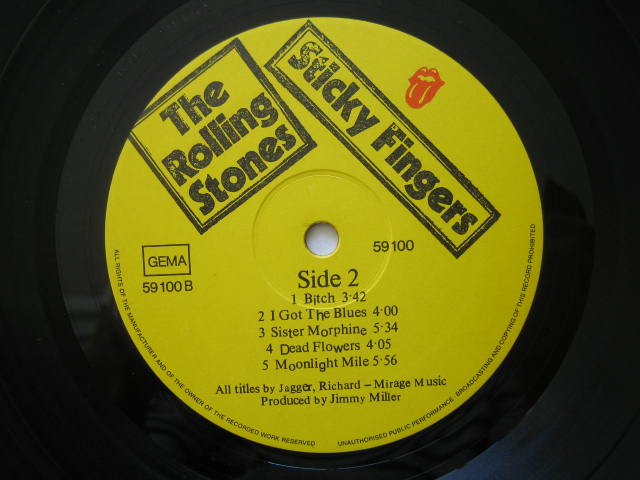 The
Rolling
Stones
Sticky Fingers
GEMA
59100 B
59100
Side 2
1 Bitch 3·42
2 I Got The Blues 4·00
3 Sister Morphine 5·34
4 Dead Flowers 4·05
5 Moonlight Mile 5·56
All titles by Jagger, Richard – Mirage Music
Produced by Jimmy Miller
ALL RIGHTS OF THE MANUFACTURER AND OF THE OWNER OF THE RECORDED WORK RESERVED
UNAUTHORISED PUBLIC PERFORMANCE · BROADCASTING AND COPYING OF THIS RECORD PROHIBITED